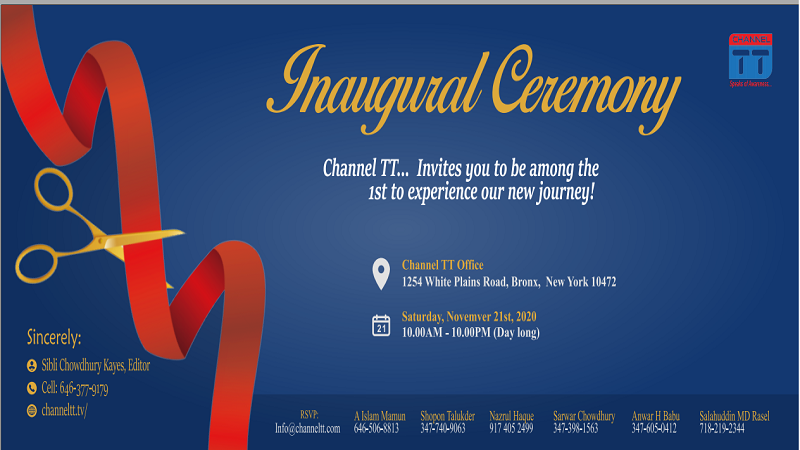 Inaugural Ceremony
CHANNEL
TT
Speaks of Awareness...
Channel TT... Invites you to be among the
1st to experience our new journey!
Channel TT Office
1254 White Plains Road, Bronx, New York 10472
21
Saturday, Novemver 21st, 2020
10.00AM - 10.00PM (Day long)
Sincerely:
Sibli Chowdhury Kayes, Editor
Cell: 646-377-9179
channeltt.tv/
RSVP:
Info@channeltt.com
A Islam Mamun
646-506-8813
Shopon Talukder
347-740-9063
Nazrul Haque
917 405 2499
Sarwar Chowdhury
347-398-1563
Anwar H Babu
347-605-0412
Salahuddin MD Rasel
718-219-2344